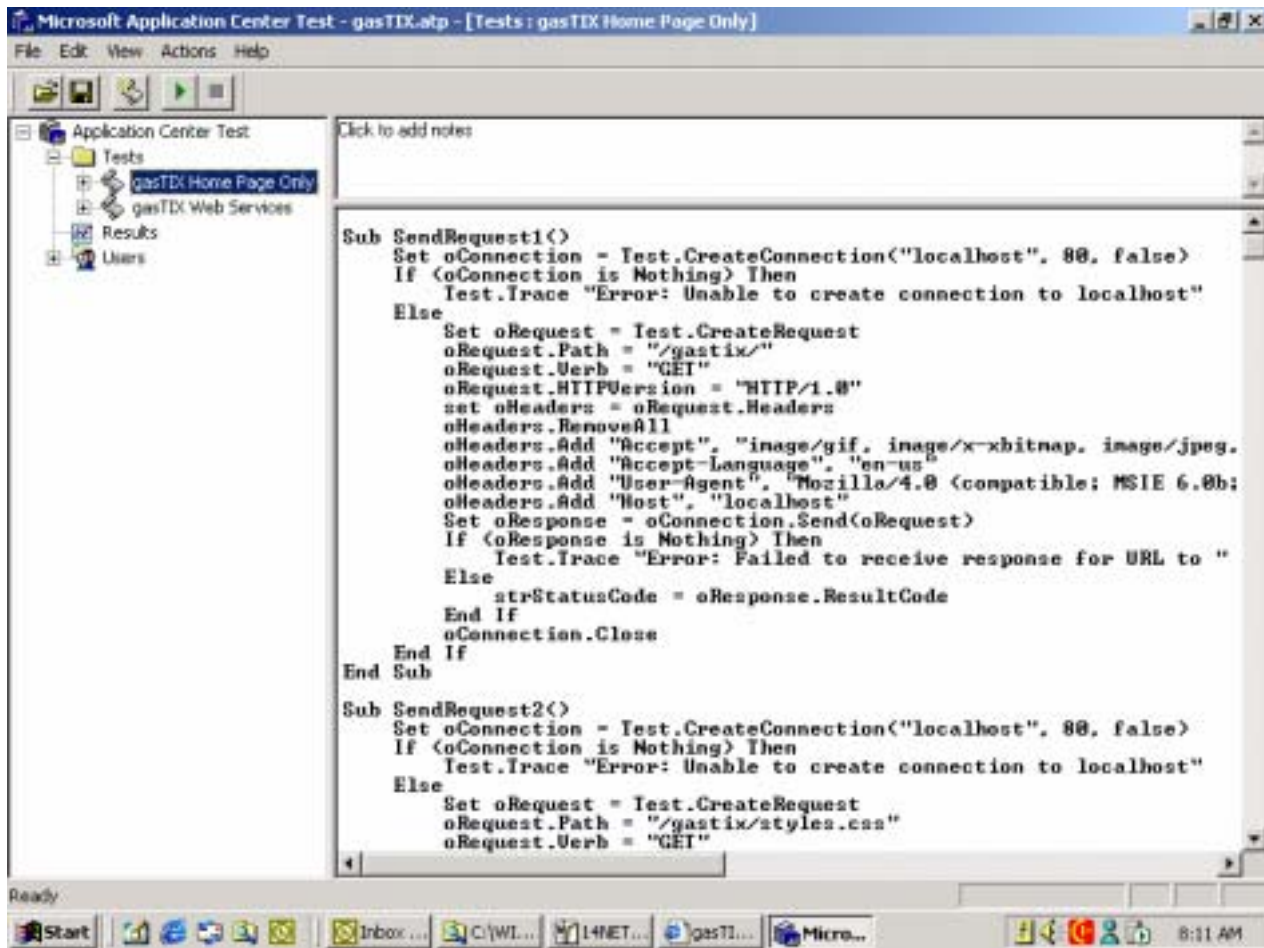 Microsoft Application Center Test - gasTIX.atp - [Tests : gasTIX Home Page Only]
File Edit View Actions Help
Application Center Test
Tests
gasTIX Home Page Only
gasTIX Web Services
Results
Users
Click to add notes
Sub SendRequest1()
Set oConnection = Test.CreateConnection("localhost", 80, false)
If (oConnection is Nothing) Then
Test.Trace "Error: Unable to create connection to localhost"
Else
Set oRequest = Test.CreateRequest
oRequest.Path = "/gastix/"
oRequest.Verb = "GET"
oRequest.HTTPVersion = "HTTP/1.0"
set oHeaders = oRequest.Headers
oHeaders.RemoveAll
oHeaders.Add "Accept", "image/gif, image/x-xbitmap, image/jpeg,
oHeaders.Add "Accept-Language", "en-us"
oHeaders.Add "User-Agent", "Mozilla/4.0 (compatible; MSIE 6.0b;
oHeaders.Add "Host", "localhost"
Set oResponse = oConnection.Send(oRequest)
If (oResponse is Nothing) Then
Test.Trace "Error: Failed to receive response for URL to "
Else
strStatusCode = oResponse.ResultCode
End If
oConnection.Close
End If
End Sub
Sub SendRequest2()
Set oConnection = Test.CreateConnection("localhost", 80, false)
If (oConnection is Nothing) Then
Test.Trace "Error: Unable to create connection to localhost"
Else
Set oRequest = Test.CreateRequest
oRequest.Path = "/gastix/styles.css"
oRequest.Verb = "GET"
Ready
Start Inbox ... C:\WI... 14NET... gasTI... Micro... 8:11 AM